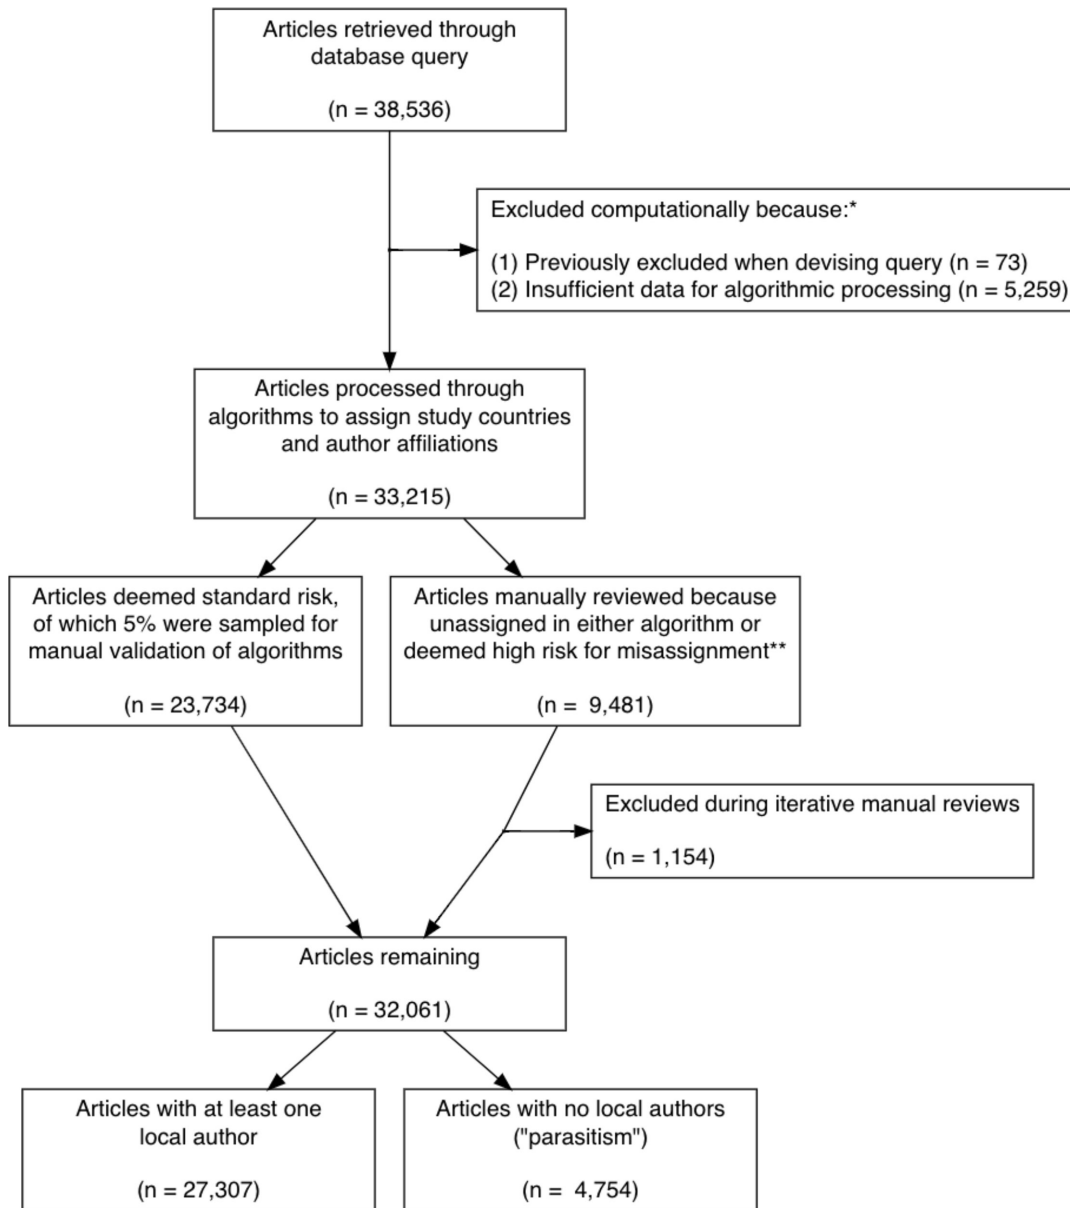 Articles retrieved through
database query
(n = 38,536)
Excluded computationally because:*
(1) Previously excluded when devising query (n = 73)
(2) Insufficient data for algorithmic processing (n = 5,259)
Articles processed through
algorithms to assign study countries
and author affiliations
(n = 33,215)
Articles deemed standard risk,
of which 5% were sampled for
manual validation of algorithms
(n = 23,734)
Articles manually reviewed because
unassigned in either algorithm or
deemed high risk for misassignment**
(n =  9,481)
Excluded during iterative manual reviews
(n = 1,154)
Articles remaining
(n = 32,061)
Articles with at least one
local author
(n = 27,307)
Articles with no local authors
("parasitism")
(n =  4,754)